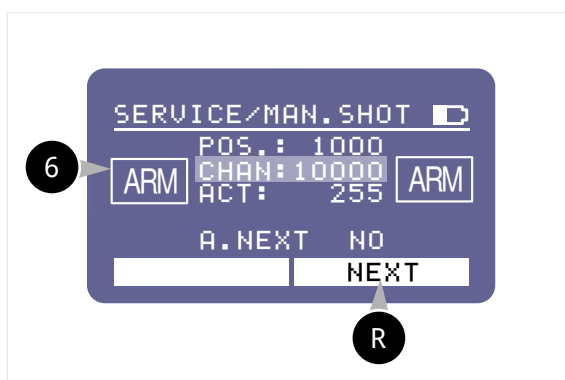 SERVICE/MAN.SHOT
POS.: 1000
6 ARM CHAN:10000 ARM
ACT: 255
A.NEXT NO
NEXT
R